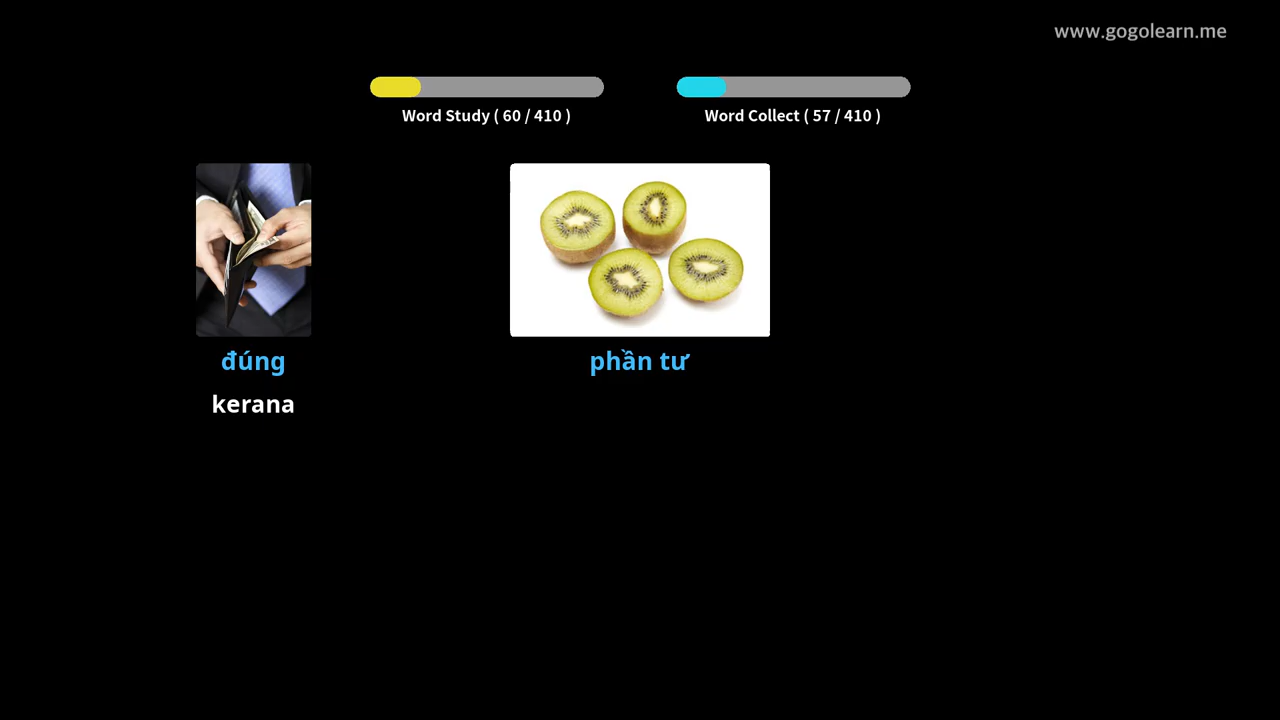 www.gogolearn.me
Word Study ( 60 / 410 )
Word Collect ( 57 / 410 )
đúng
phần tư
kerana